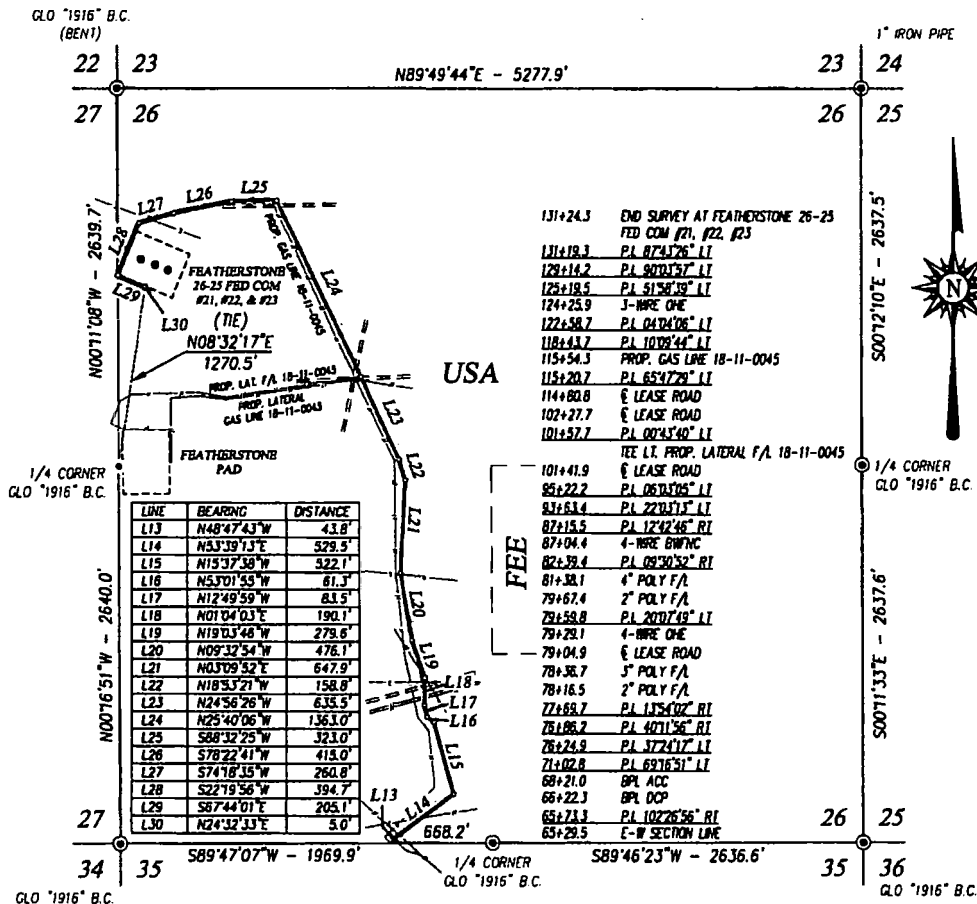 GLO "1916" B.C.
(BENT)
1" IRON PIPE
22 23
23 24
N89°49'44"E - 5277.9'
27 26
26 25
L25
L26
L27
L28
L29
L30
PROP. GAS LINE 18-11-0045
L24
FEATHERSTONE
26-25 FED COM
#21, #22, & #23
(TIE)
N08°32'17"E
1270.5'
N00°11'08"W - 2639.7'
S00°12'10"E - 2637.5'
N
USA
PROP. LAT. F/L 18-11-0045
PROP. LATERAL
GAS LINE 18-11-0045
L23
FEATHERSTONE
PAD
L22
1/4 CORNER
GLO "1916" B.C.
1/4 CORNER
GLO "1916" B.C.
131+24.3 END SURVEY AT FEATHERSTONE 26-25
FED COM #21, #22, #23
131+19.3 P.I. 87°43'26" LT
129+14.2 P.I. 90°03'57" LT
125+19.5 P.I. 51°58'39" LT
124+25.9 3-WIRE OHE
122+58.7 P.I. 04°04'06" LT
118+43.7 P.I. 10°09'44" LT
115+54.3 PROP. GAS LINE 18-11-0045
115+20.7 P.I. 65°47'29" LT
114+80.8 ℄ LEASE ROAD
102+27.7 ℄ LEASE ROAD
101+57.7 P.I. 00°43'40" LT
TEE LT. PROP. LATERAL F/L 18-11-0045
101+41.9 ℄ LEASE ROAD
95+22.2 P.I. 06°03'05" LT
93+63.4 P.I. 22°03'13" LT
87+15.5 P.I. 12°42'46" RT
87+04.4 4-WIRE BWFNC
82+39.4 P.I. 09°30'52" RT
81+38.1 4" POLY F/L
79+67.4 2" POLY F/L
79+59.8 P.I. 20°07'49" LT
79+29.1 4-WIRE OHE
79+04.9 ℄ LEASE ROAD
78+38.7 3" POLY F/L
78+16.5 2" POLY F/L
77+69.7 P.I. 13°54'02" RT
76+86.2 P.I. 40°11'56" RT
76+24.9 P.I. 37°24'17" LT
71+02.8 P.I. 69°16'51" LT
68+21.0 BPL ACC
66+22.3 BPL DCP
65+73.3 P.I. 102°26'56" RT
65+29.5 E-W SECTION LINE
FEE
LINE BEARING DISTANCE
L13 N48°47'43"W 43.8'
L14 N53°39'13"E 529.5'
L15 N15°37'38"W 522.1'
L16 N53°01'55"W 61.3'
L17 N12°49'59"W 83.5'
L18 N01°04'03"E 190.1'
L19 N19°03'46"W 279.6'
L20 N09°32'54"W 476.1'
L21 N03°09'52"E 647.9'
L22 N18°53'21"W 158.8'
L23 N24°56'26"W 635.5'
L24 N25°40'06"W 1363.0'
L25 S88°32'25"W 323.0'
L26 S78°22'41"W 415.0'
L27 S74°18'35"W 260.8'
L28 S22°19'56"W 394.7'
L29 S67°44'01"E 205.1'
L30 N24°32'33"E 5.0'
L21
L20
L19
L18
L17
L16
L15
L14
L13
N00°16'51"W - 2640.0'
S00°11'33"E - 2637.6'
668.2'
27
26 25
S89°47'07"W - 1969.9'
S89°46'23"W - 2636.6'
34 35
35 36
1/4 CORNER
GLO "1916" B.C.
GLO "1916" B.C.
GLO "1916" B.C.